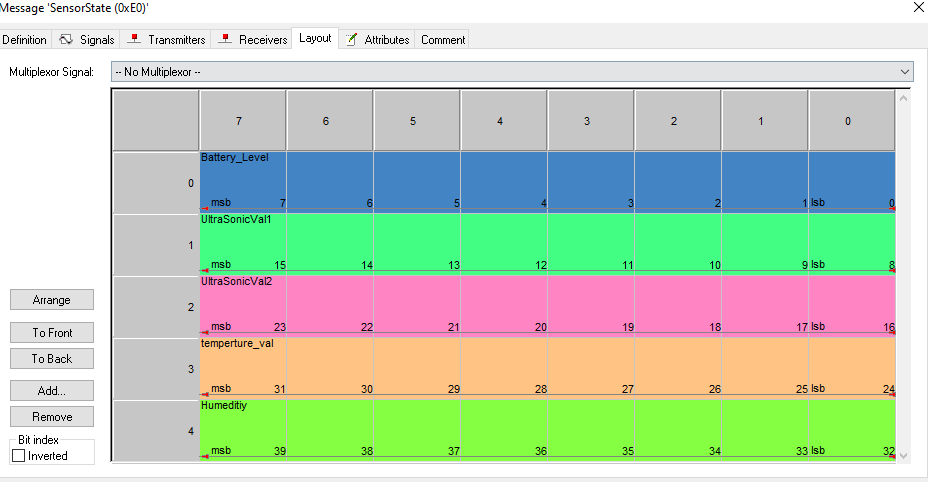 Message 'SensorState (0xE0)'
Definition Signals Transmitters Receivers Layout Attributes Comment
Multiplexor Signal: -- No Multiplexor --
7 6 5 4 3 2 1 0
Battery_Level
0 msb 7 6 5 4 3 2 1 lsb 0
UltraSonicVal1
1 msb 15 14 13 12 11 10 9 lsb 8
UltraSonicVal2
2 msb 23 22 21 20 19 18 17 lsb 16
temperture_val
3 msb 31 30 29 28 27 26 25 lsb 24
Humeditiy
4 msb 39 38 37 36 35 34 33 lsb 32
Arrange
To Front
To Back
Add...
Remove
Bit index
Inverted